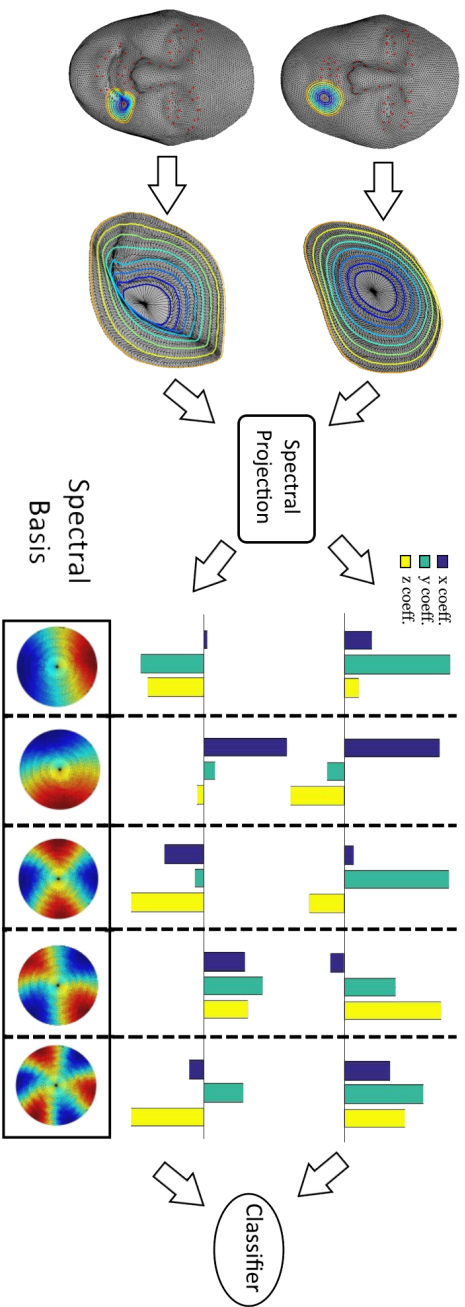 Spectral
Projection
x coeff.
y coeff.
z coeff.
Spectral
Basis
Classifier